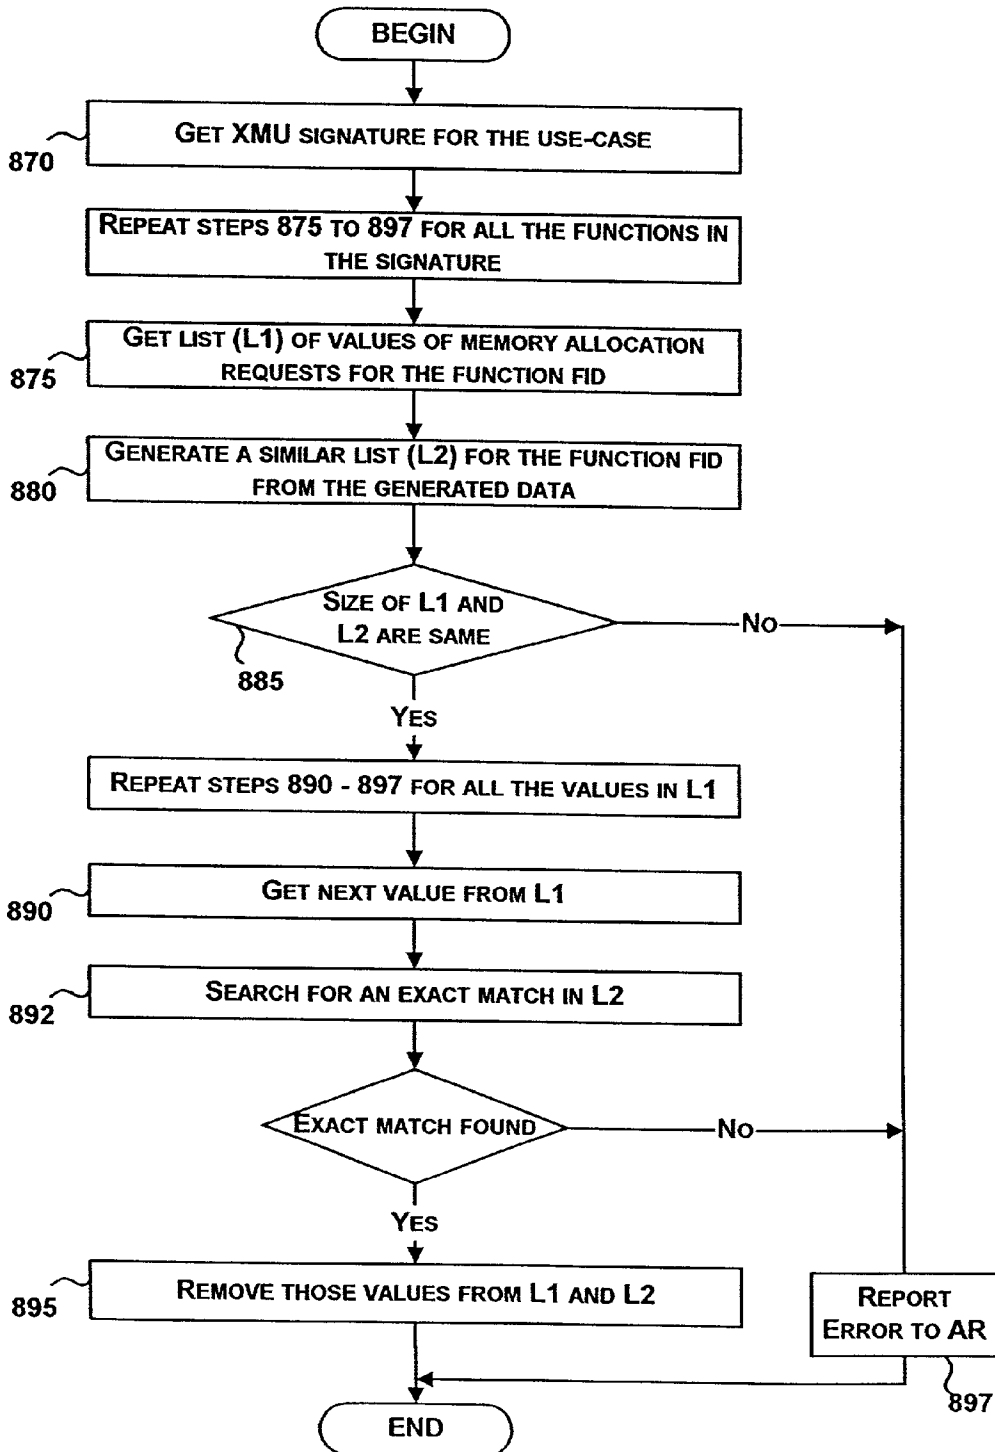 BEGIN
GET XMU SIGNATURE FOR THE USE-CASE
870
REPEAT STEPS 875 TO 897 FOR ALL THE FUNCTIONS IN
THE SIGNATURE
GET LIST (L1) OF VALUES OF MEMORY ALLOCATION
REQUESTS FOR THE FUNCTION FID
875
GENERATE A SIMILAR LIST (L2) FOR THE FUNCTION FID
FROM THE GENERATED DATA
880
SIZE OF L1 AND
L2 ARE SAME
NO
885
YES
REPEAT STEPS 890 - 897 FOR ALL THE VALUES IN L1
GET NEXT VALUE FROM L1
890
SEARCH FOR AN EXACT MATCH IN L2
892
EXACT MATCH FOUND
NO
YES
REMOVE THOSE VALUES FROM L1 AND L2
895
REPORT
ERROR TO AR
897
END